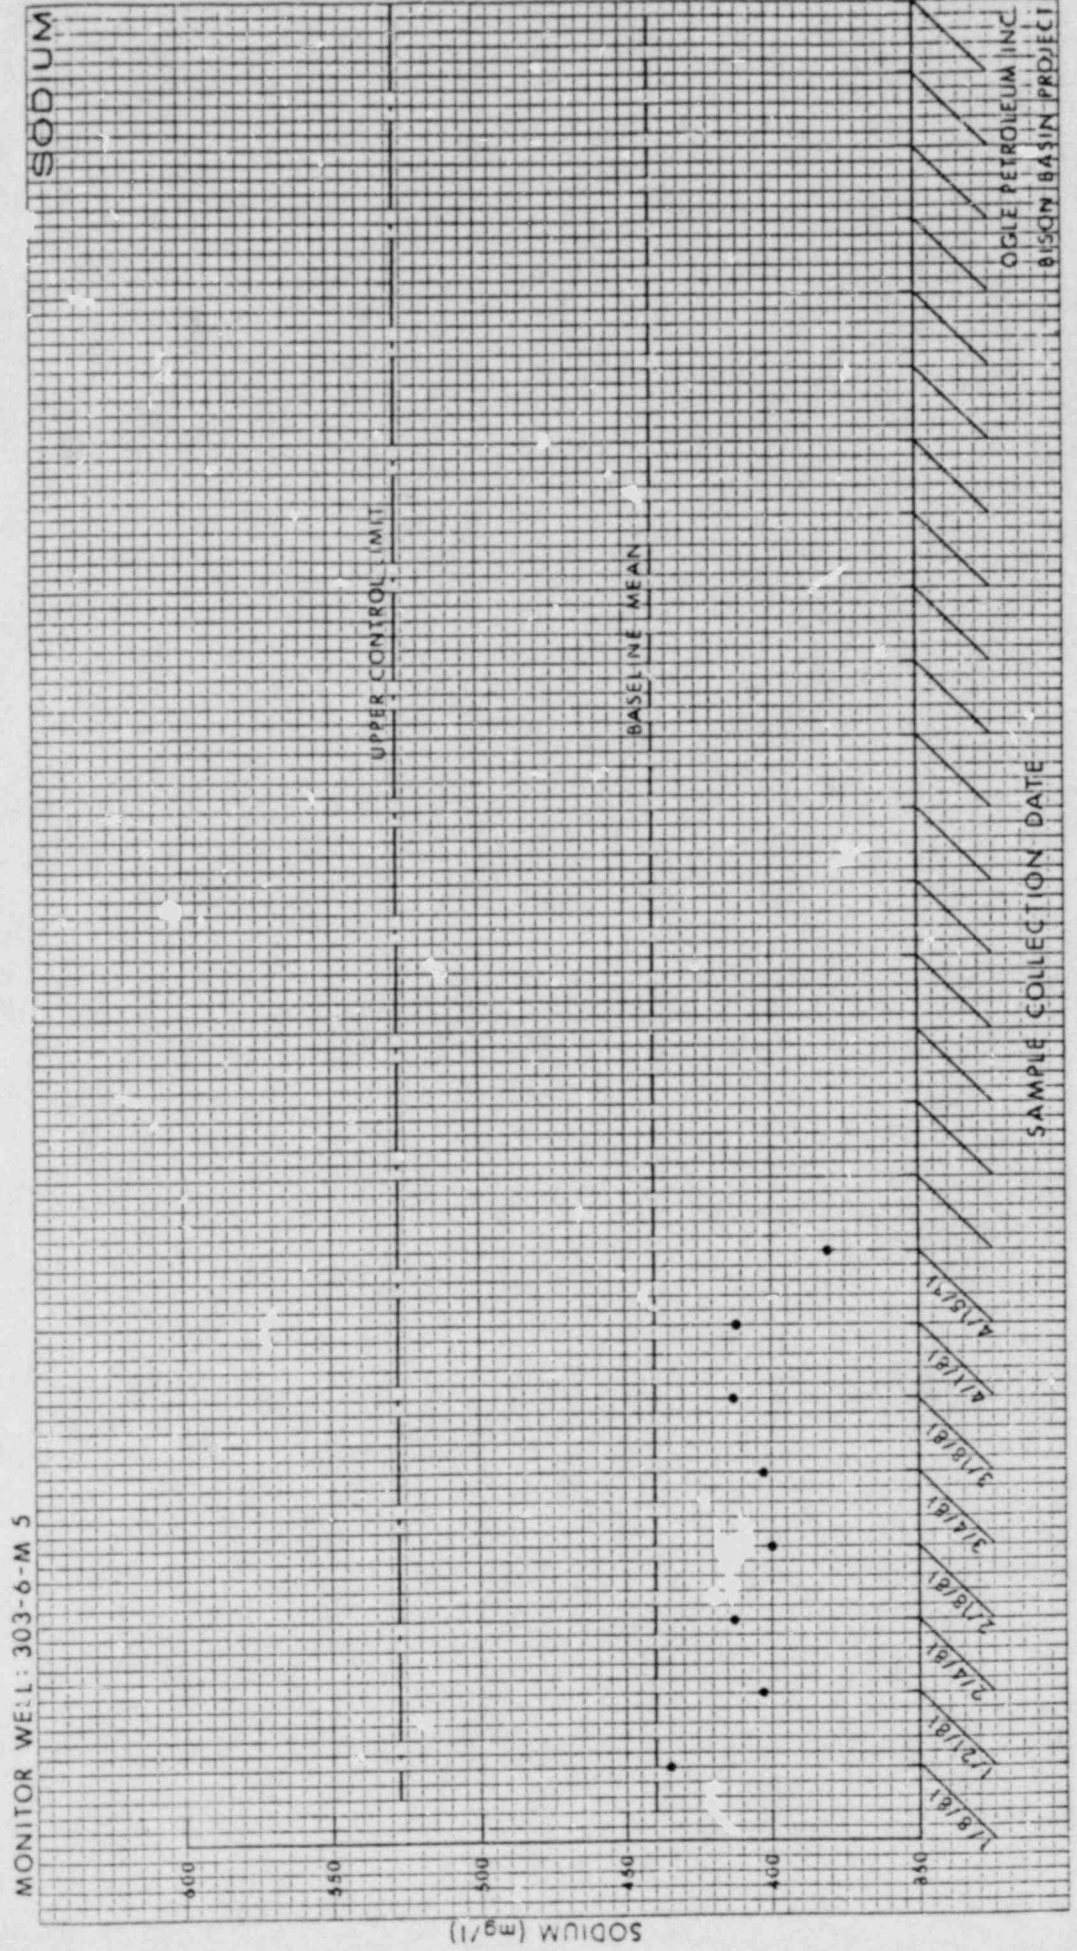 MONITOR WELL: 303-6-M 5
SODIUM
SODIUM (mg/l)
600
550
500
450
400
350
UPPER CONTROL LIMIT
BASELINE MEAN
1/8/81
1/21/81
2/4/81
2/18/81
3/4/81
3/18/81
4/1/81
4/15/81
SAMPLE COLLECTION DATE
OGLE PETROLEUM INC.
BISON BASIN PROJECT